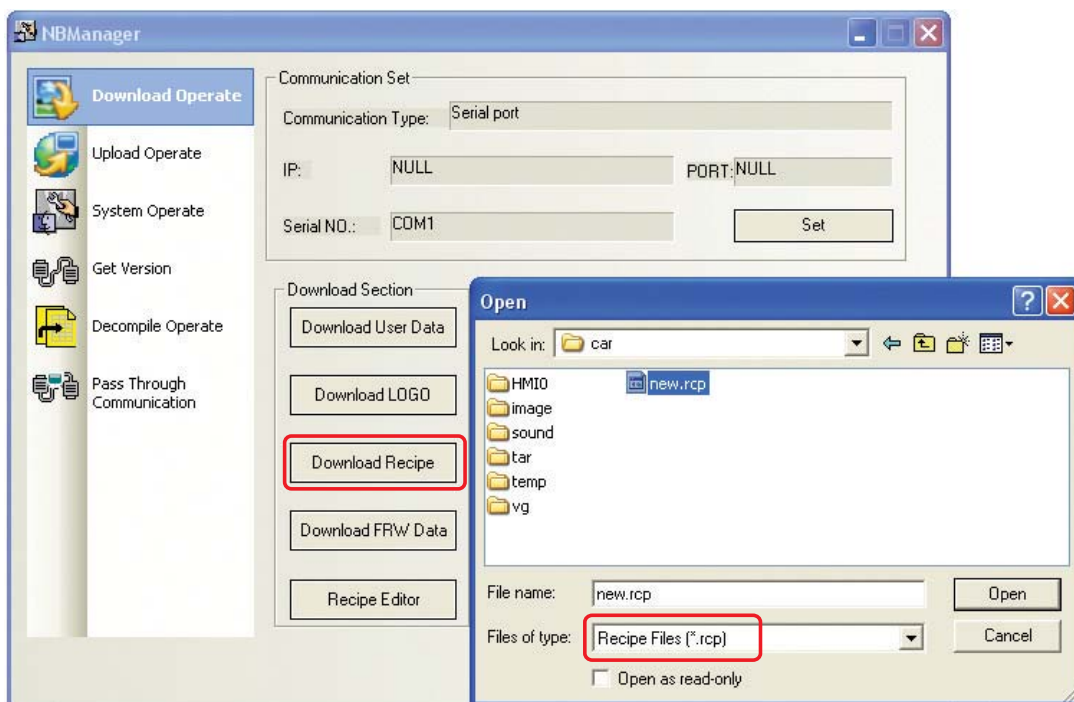 NBManager
Download Operate
Upload Operate
System Operate
Get Version
Decompile Operate
Pass Through
Communication
Communication Set
Communication Type: Serial port
IP: NULL PORT: NULL
Serial NO.: COM1 Set
Download Section
Download User Data
Download LOGO
Download Recipe
Download FRW Data
Recipe Editor
Open
Look in: car
HMI0
image
sound
tar
temp
vg
new.rcp
File name: new.rcp Open
Files of type: Recipe Files (*.rcp) Cancel
Open as read-only